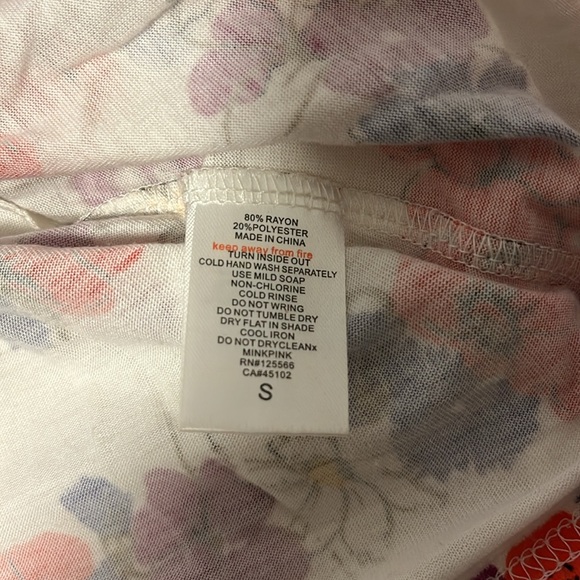 80% RAYON
20%POLYESTER
MADE IN CHINA
keep away from fire
TURN INSIDE OUT
COLD HAND WASH SEPARATELY
USE MILD SOAP
NON-CHLORINE
COLD RINSE
DO NOT WRING
DO NOT TUMBLE DRY
DRY FLAT IN SHADE
COOL IRON
DO NOT DRYCLEANx
MINKPINK
RN#125566
CA#45102
S